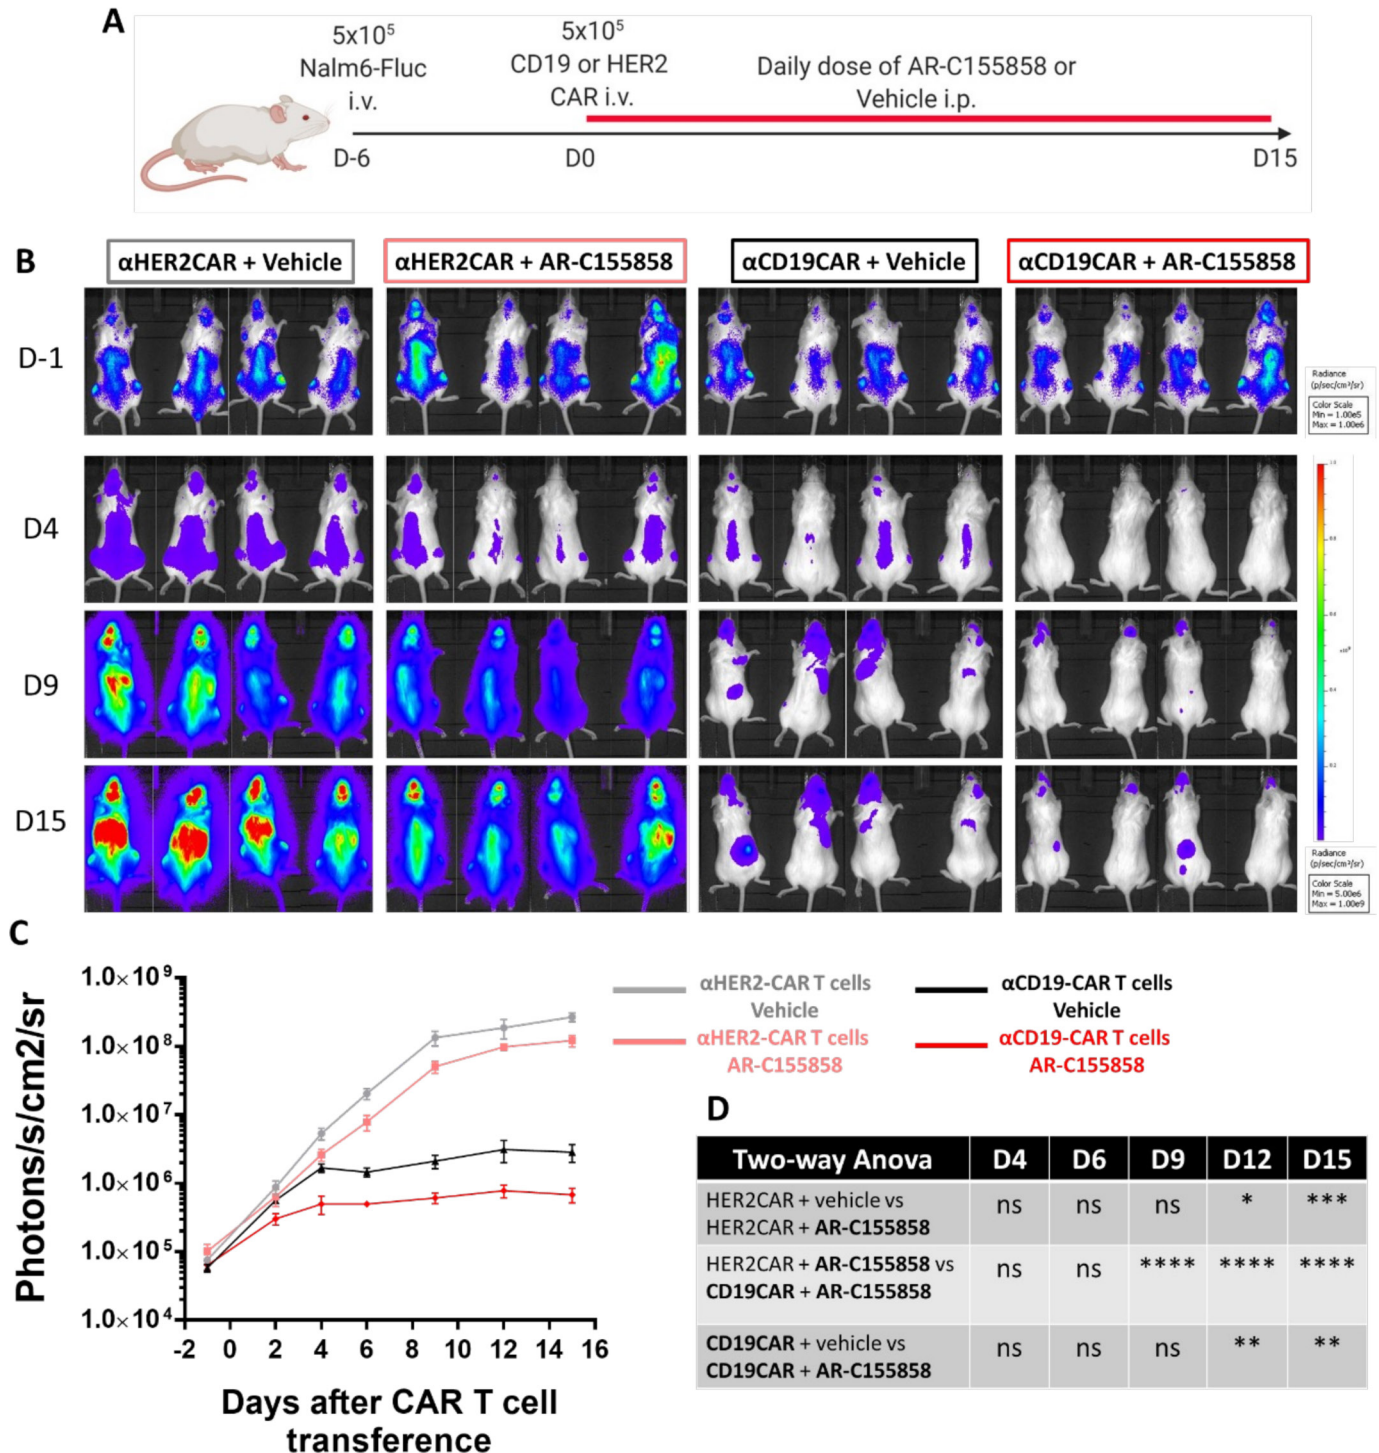 A
5x10⁵
Nalm6-Fluc
i.v.
5x10⁵
CD19 or HER2
CAR i.v.
Daily dose of AR-C155858 or
Vehicle i.p.
D-6
D0
D15
B
αHER2CAR + Vehicle
αHER2CAR + AR-C155858
αCD19CAR + Vehicle
αCD19CAR + AR-C155858
D-1
Radiance
(p/sec/cm²/sr)
Color Scale
Min = 1.00e5
Max = 1.00e6
D4
D9
D15
Radiance
(p/sec/cm²/sr)
Color Scale
Min = 5.00e6
Max = 1.00e9
C
1.0×10⁹
1.0×10⁸
1.0×10⁷
1.0×10⁶
1.0×10⁵
1.0×10⁴
Photons/s/cm2/sr
-2 0 2 4 6 8 10 12 14 16
Days after CAR T cell
transference
αHER2-CAR T cells
Vehicle
αHER2-CAR T cells
AR-C155858
αCD19-CAR T cells
Vehicle
αCD19-CAR T cells
AR-C155858
D
Two-way Anova D4 D6 D9 D12 D15
HER2CAR + vehicle vs
HER2CAR + AR-C155858
ns ns ns * ***
HER2CAR + AR-C155858 vs
CD19CAR + AR-C155858
ns ns **** **** ****
CD19CAR + vehicle vs
CD19CAR + AR-C155858
ns ns ns ** **